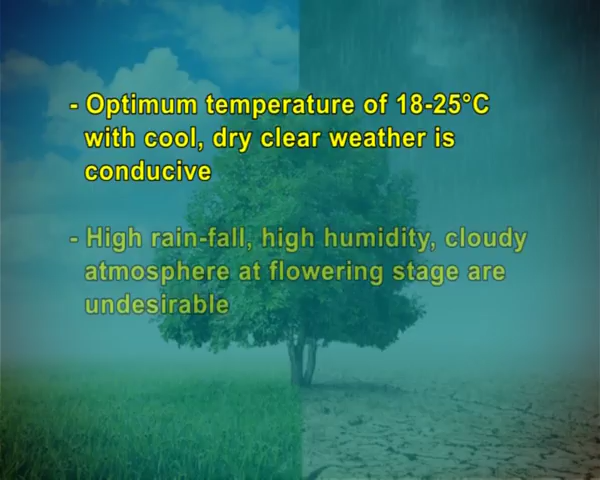 - Optimum temperature of 18-25°C
with cool, dry clear weather is
conducive
- High rain-fall, high humidity, cloudy
atmosphere at flowering stage are
undesirable